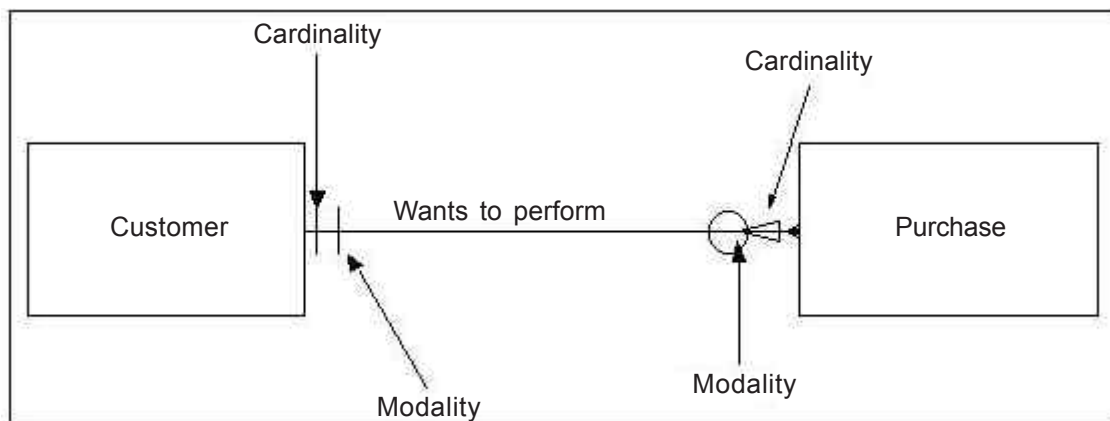 Cardinality
Cardinality
Customer
Wants to perform
Purchase
Modality
Modality